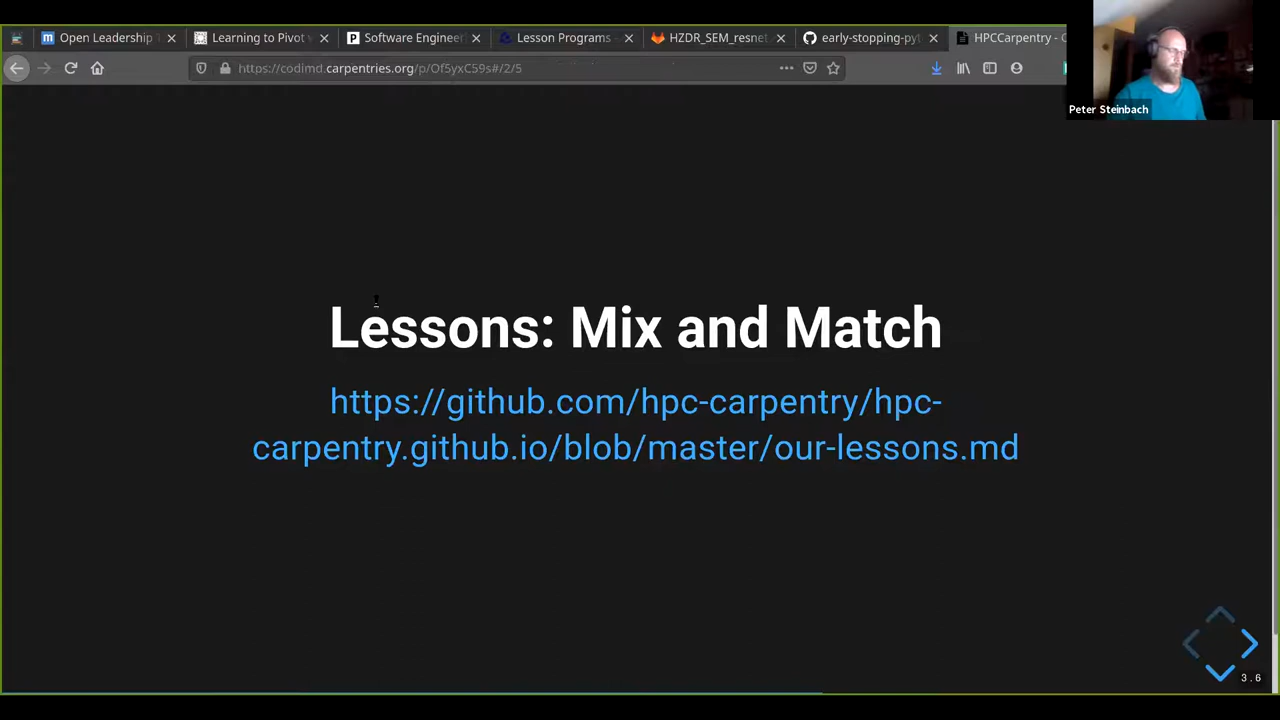 Open Leadership T
Learning to Pivot w
Software Engineer
Lesson Programs -
HZDR_SEM_resnet
early-stopping-pyt
HPCCarpentry - C
https://codimd.carpentries.org/p/Of5yxC59s#/2/5
Peter Steinbach
Lessons: Mix and Match
https://github.com/hpc-carpentry/hpc-
carpentry.github.io/blob/master/our-lessons.md
3.6